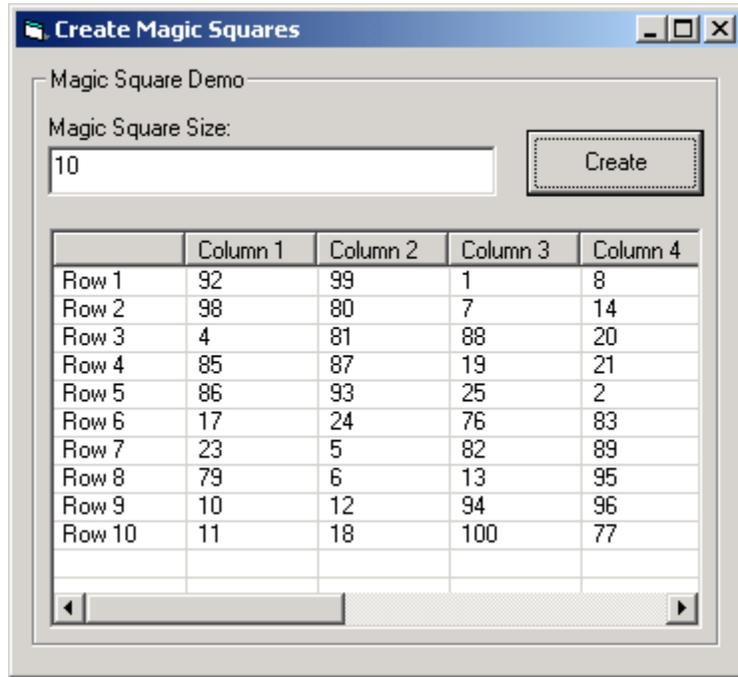 Create Magic Squares
Magic Square Demo
Magic Square Size:
10
Create
Column 1 Column 2 Column 3 Column 4
Row 1 92 99 1 8
Row 2 98 80 7 14
Row 3 4 81 88 20
Row 4 85 87 19 21
Row 5 86 93 25 2
Row 6 17 24 76 83
Row 7 23 5 82 89
Row 8 79 6 13 95
Row 9 10 12 94 96
Row 10 11 18 100 77